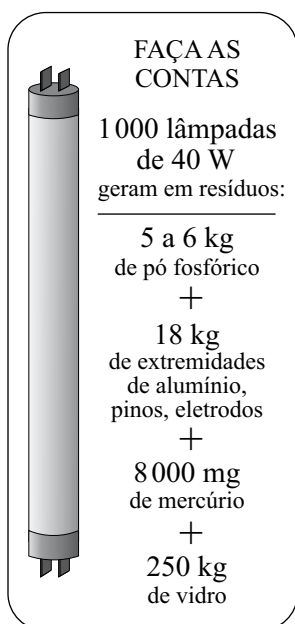 FAÇA AS
CONTAS
1 000 lâmpadas
de 40 W
geram em resíduos:
5 a 6 kg
de pó fosfórico
+
18 kg
de extremidades
de alumínio,
pinos, eletrodos
+
8 000 mg
de mercúrio
+
250 kg
de vidro